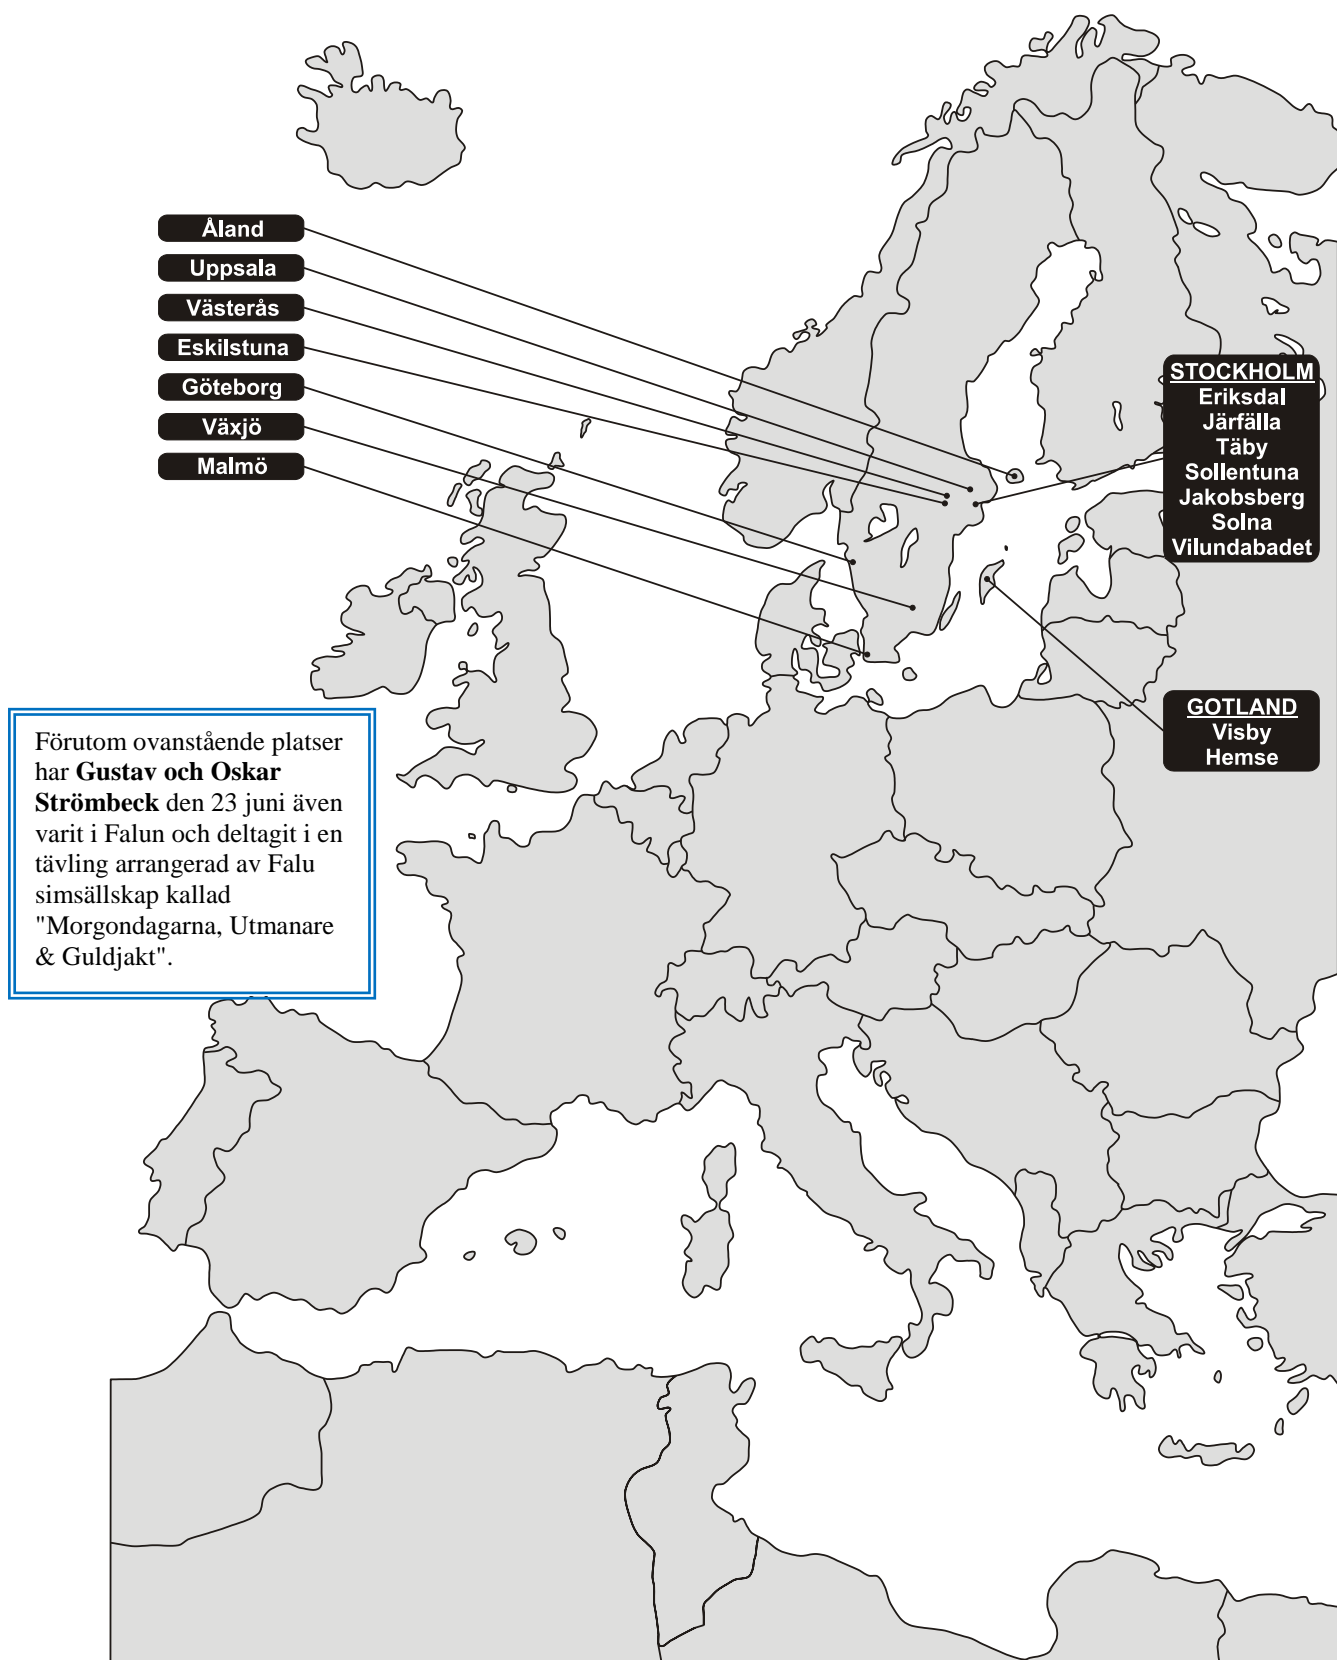 Åland
Uppsala
Västerås
Eskilstuna
Göteborg
Växjö
Malmö
STOCKHOLM
Eriksdal
Järfälla
Täby
Sollentuna
Jakobsberg
Solna
Vilundabadet
GOTLAND
Visby
Hemse
Förutom ovanstående platser
har Gustav och Oskar
Strömbeck den 23 juni även
varit i Falun och deltagit i en
tävling arrangerad av Falu
simsällskap kallad
"Morgondagarna, Utmanare
& Guldjakt".